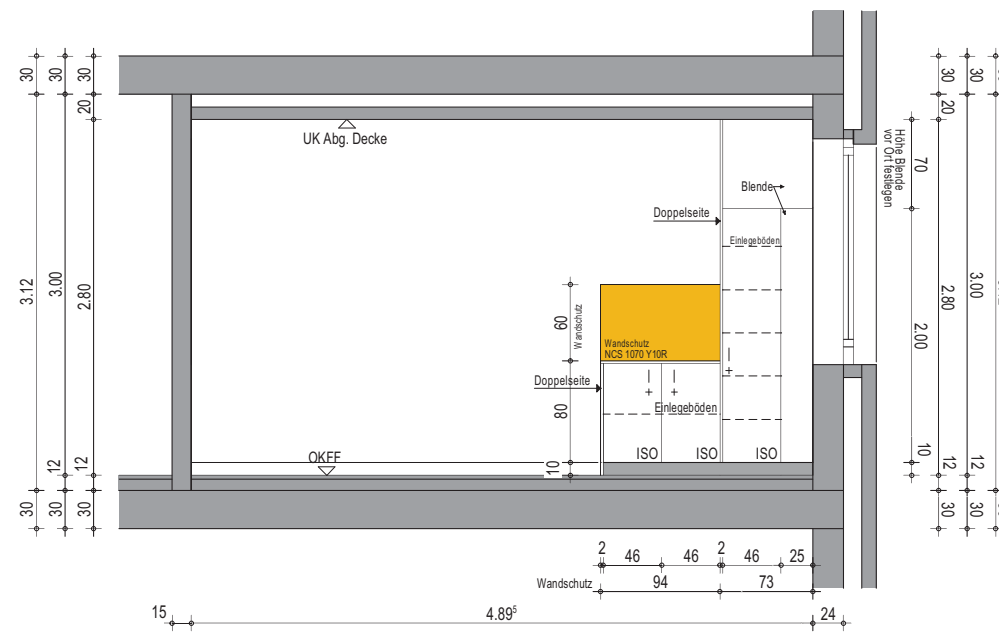 30
30
30
20
3.12
3.00
2.80
12
12
30
30
30
UK Abg. Decke
OKFF
Doppelseite
Blende
Einlegeböden
60
Wandschutz
Wandschutz
NCS 1070 Y10R
Doppelseite
80
Einlegeböden
10
ISO
ISO
ISO
Höhe Blende
vor Ort festlegen
70
2.00
10
30
30
20
2.80
3.00
12
12
30
30
2 46 46 2 46 25
Wandschutz 94 73
15 4.89⁵ 24